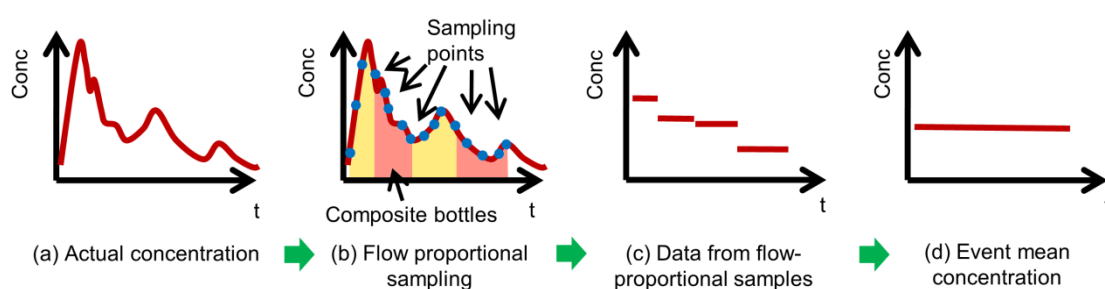 Conc
t
(a) Actual concentration
Conc
Sampling
points
Composite bottles
t
(b) Flow proportional
sampling
Conc
t
(c) Data from flow-
proportional samples
Conc
(d) Event mean
concentration